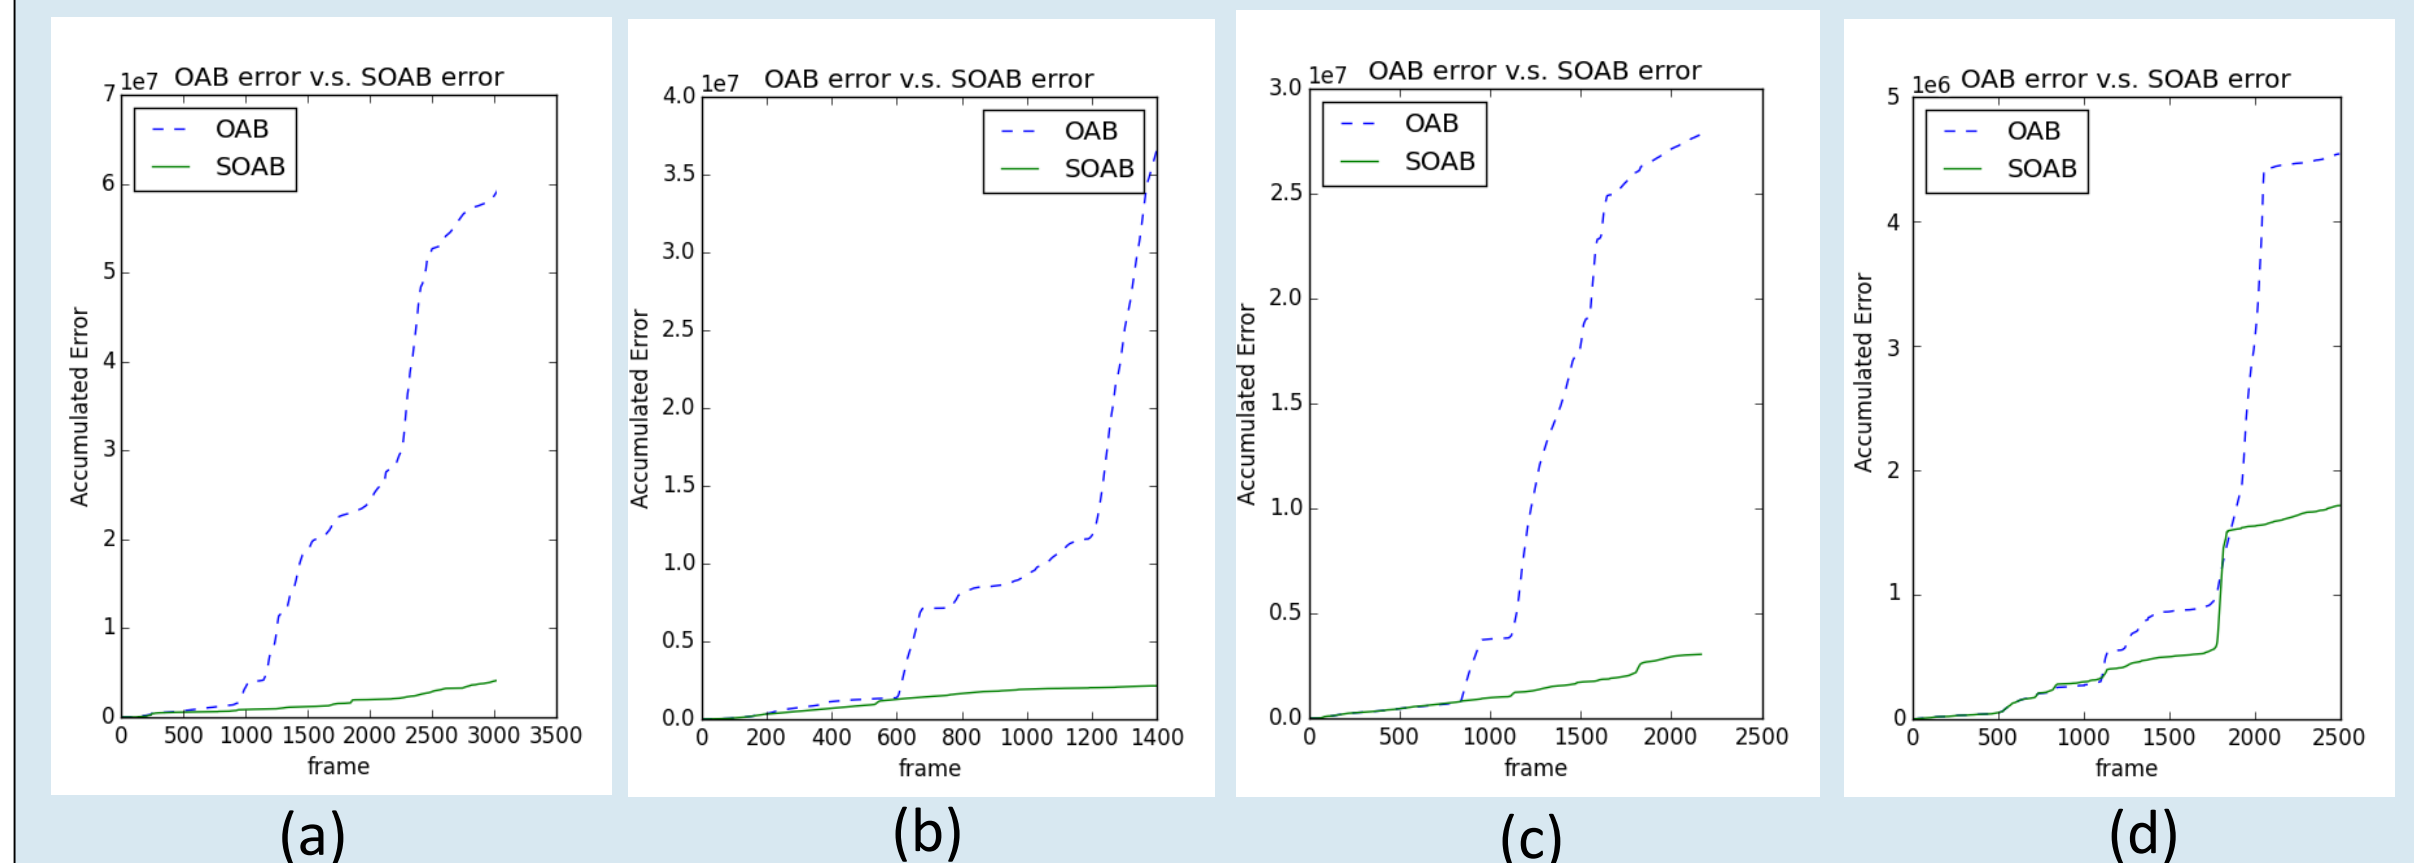 1e7 OAB error v.s. SOAB error
7
6
5
4
3
2
1
0
OAB
SOAB
Accumulated Error
0 500 1000 1500 2000 2500 3000 3500
frame
(a)
1e7 OAB error v.s. SOAB error
4.0
3.5
3.0
2.5
2.0
1.5
1.0
0.5
0.0
OAB
SOAB
Accumulated Error
0 200 400 600 800 1000 1200 1400
frame
(b)
1e7 OAB error v.s. SOAB error
3.0
2.5
2.0
1.5
1.0
0.5
0.0
OAB
SOAB
Accumulated Error
0 500 1000 1500 2000 2500
frame
(c)
1e6 OAB error v.s. SOAB error
5
4
3
2
1
0
OAB
SOAB
Accumulated Error
0 500 1000 1500 2000 2500
frame
(d)